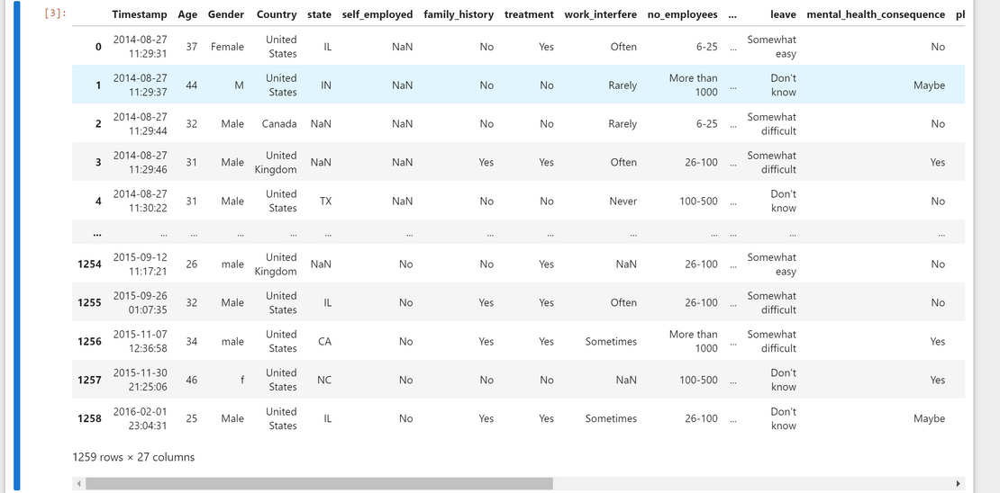 [3]:
Timestamp Age Gender Country state self_employed family_history treatment work_interfere no_employees ... leave mental_health_consequence pl
0 2014-08-27 11:29:31 37 Female United States IL NaN No Yes Often 6-25 ... Somewhat easy No
1 2014-08-27 11:29:37 44 M United States IN NaN No No Rarely More than 1000 ... Don't know Maybe
2 2014-08-27 11:29:44 32 Male Canada NaN NaN No No Rarely 6-25 ... Somewhat difficult No
3 2014-08-27 11:29:46 31 Male United Kingdom NaN NaN Yes Yes Often 26-100 ... Somewhat difficult Yes
4 2014-08-27 11:30:22 31 Male United States TX NaN No No Never 100-500 ... Don't know No
... ... ... ... ... ... ... ... ... ... ... ... ... ...
1254 2015-09-12 11:17:21 26 male United Kingdom NaN No No Yes NaN 26-100 ... Somewhat easy No
1255 2015-09-26 01:07:35 32 Male United States IL No Yes Yes Often 26-100 ... Somewhat difficult No
1256 2015-11-07 12:36:58 34 male United States CA No Yes Yes Sometimes More than 1000 ... Somewhat difficult Yes
1257 2015-11-30 21:25:06 46 f United States NC No No No NaN 100-500 ... Don't know Yes
1258 2016-02-01 23:04:31 25 Male United States IL No Yes Yes Sometimes 26-100 ... Don't know Maybe
1259 rows × 27 columns